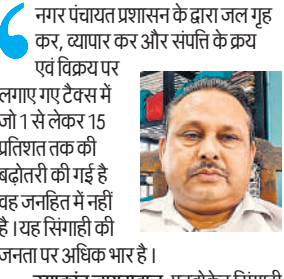 नगर पंचायत प्रशासन के द्वारा जल गृह
कर, व्यापार कर और संपत्ति के क्रय
एवं विक्रय पर
लगाए गए टैक्स में
जो 1 से लेकर 15
प्रतिशत तक की
बढ़ोतरी की गई है
वह जनहित में नहीं
है।यह सिंगाही की
जनता पर अधिक भार है।